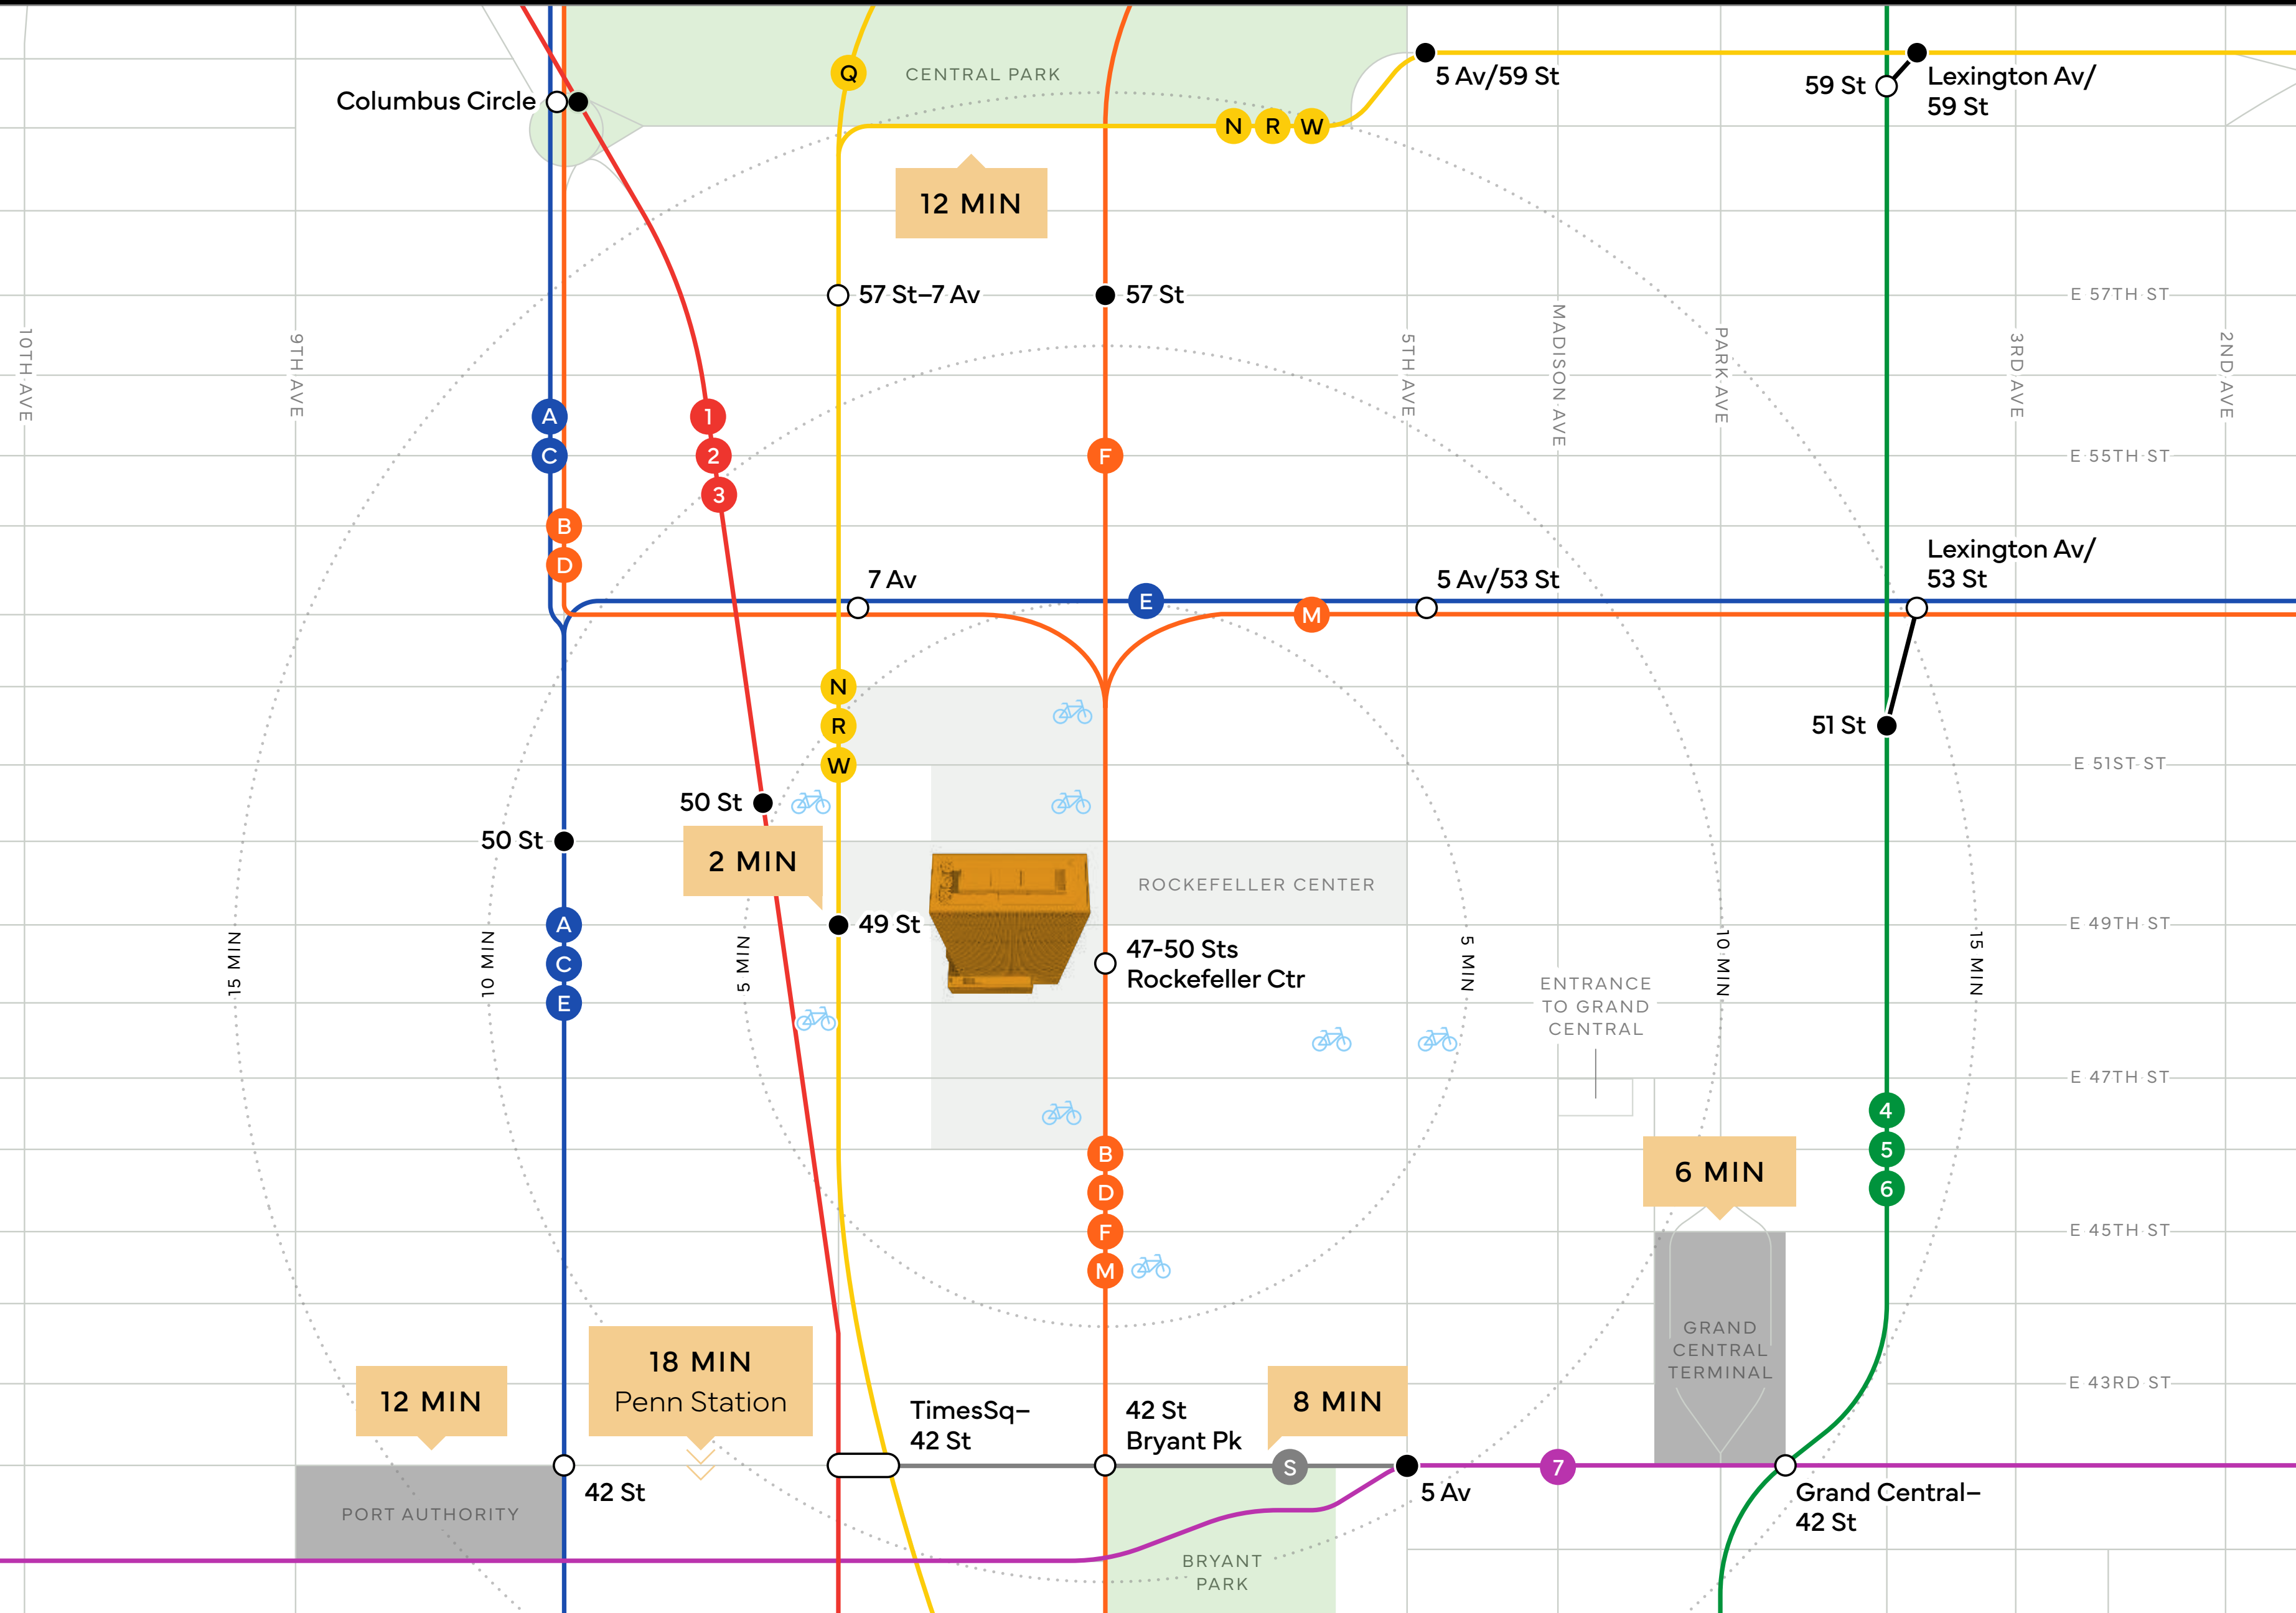 Q
CENTRAL PARK
5 Av/59 St
59 St
Lexington Av/
59 St
Columbus Circle
N R W
12 MIN
57 St–7 Av
57 St
E 57TH ST
10TH AVE
9TH AVE
5TH AVE
MADISON AVE
PARK AVE
3RD AVE
2ND AVE
A
C
1
2
3
F
E 55TH ST
B
D
7 Av
E
M
5 Av/53 St
Lexington Av/
53 St
N
R
W
51 St
E 51ST ST
50 St
50 St
2 MIN
ROCKEFELLER CENTER
49 St
E 49TH ST
A
C
E
47-50 Sts
Rockefeller Ctr
15 MIN
10 MIN
5 MIN
5 MIN
10 MIN
15 MIN
ENTRANCE
TO GRAND
CENTRAL
E 47TH ST
4
5
6
B
D
F
M
6 MIN
E 45TH ST
GRAND
CENTRAL
TERMINAL
E 43RD ST
12 MIN
18 MIN
Penn Station
TimesSq–
42 St
42 St
Bryant Pk
8 MIN
S
7
42 St
5 Av
Grand Central–
42 St
PORT AUTHORITY
BRYANT
PARK